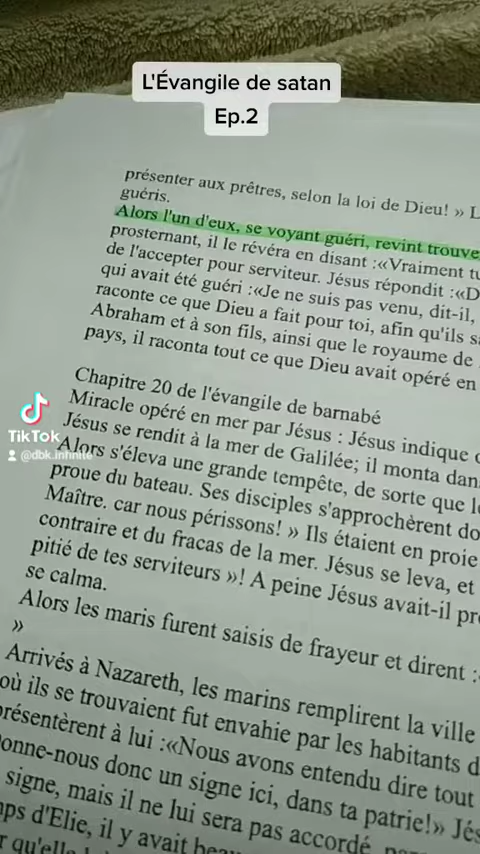 L'Évangile de satan
Ep.2
présenter aux prêtres, selon la loi de Dieu! » L
guéris.
Alors l'un d'eux, se voyant guéri, revint trouve
prosternant, il le révéra en disant :«Vraiment tu
de l'accepter pour serviteur. Jésus répondit :«D
qui avait été guéri :«Je ne suis pas venu, dit-il,
raconte ce que Dieu a fait pour toi, afin qu'ils s
Abraham et à son fils, ainsi que le royaume de
pays, il raconta tout ce que Dieu avait opéré en
Chapitre 20 de l'évangile de barnabé
Miracle opéré en mer par Jésus : Jésus indique o
Jésus se rendit à la mer de Galilée; il monta dan
Alors s'éleva une grande tempête, de sorte que le
proue du bateau. Ses disciples s'approchèrent do
Maître. car nous périssons! » Ils étaient en proie
contraire et du fracas de la mer. Jésus se leva, et
pitié de tes serviteurs »! A peine Jésus avait-il pr
se calma.
Alors les maris furent saisis de frayeur et dirent :
»
Arrivés à Nazareth, les marins remplirent la ville
où ils se trouvaient fut envahie par les habitants d
présentèrent à lui :«Nous avons entendu dire tout
onne-nous donc un signe ici, dans ta patrie!» Jés
signe, mais il ne lui sera pas accordé,
mps d'Elie, il y avait beau
TikTok
@dbk.infinite